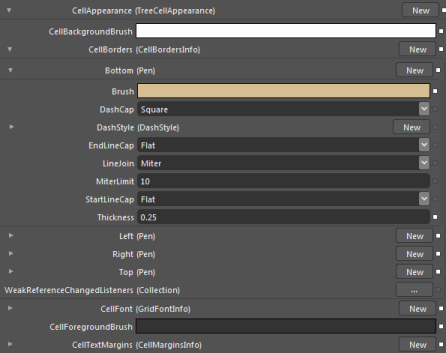 CellAppearance (TreeCellAppearance) New
CellBackgroundBrush
CellBorders (CellBordersInfo) New
Bottom (Pen) New
Brush
DashCap Square
DashStyle (DashStyle) New
EndLineCap Flat
LineJoin Miter
MiterLimit 10
StartLineCap Flat
Thickness 0.25
Left (Pen) New
Right (Pen) New
Top (Pen) New
WeakReferenceChangedListeners (Collection) ...
CellFont (GridFontInfo) New
CellForegroundBrush
CellTextMargins (CellMarginsInfo) New